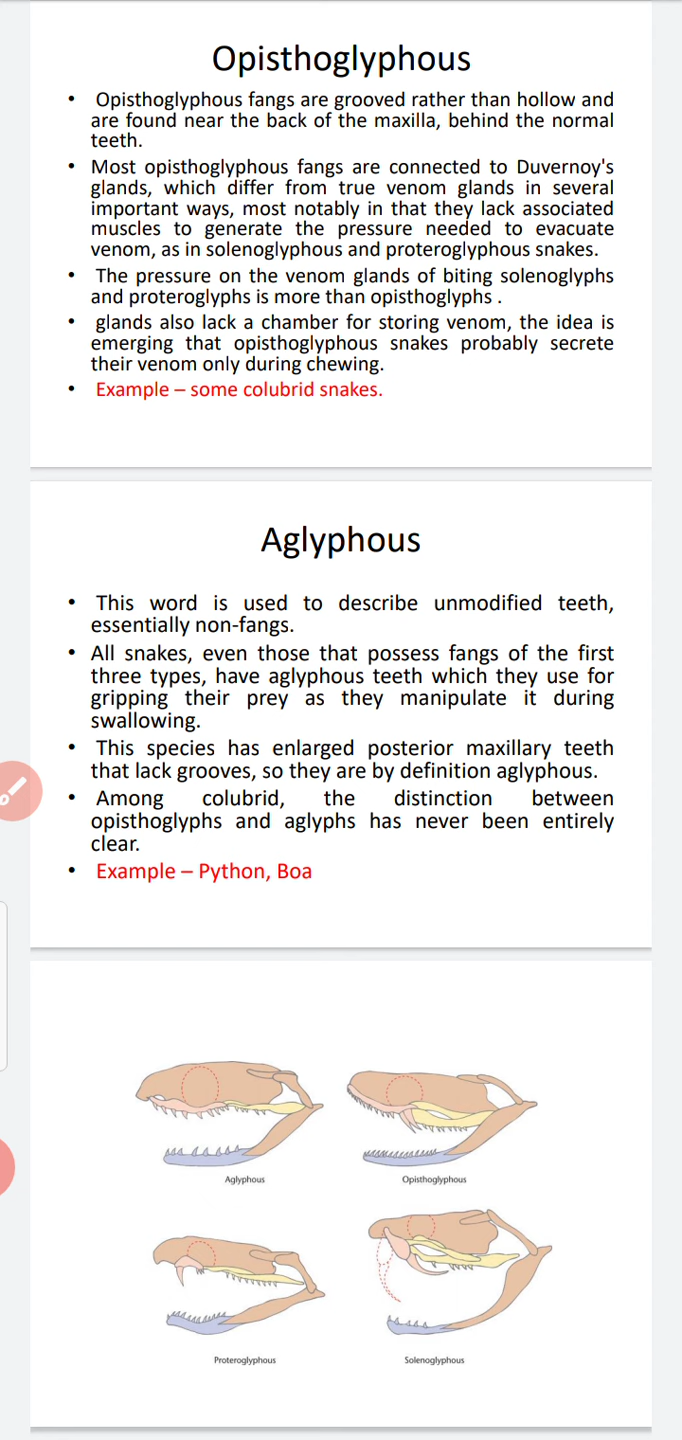 Opisthoglyphous
• Opisthoglyphous fangs are grooved rather than hollow and
are found near the back of the maxilla, behind the normal
teeth.
• Most opisthoglyphous fangs are connected to Duvernoy's
glands, which differ from true venom glands in several
important ways, most notably in that they lack associated
muscles to generate the pressure needed to evacuate
venom, as in solenoglyphous and proteroglyphous snakes.
• The pressure on the venom glands of biting solenoglyphs
and proteroglyphs is more than opisthoglyphs .
• glands also lack a chamber for storing venom, the idea is
emerging that opisthoglyphous snakes probably secrete
their venom only during chewing.
• Example – some colubrid snakes.
Aglyphous
• This word is used to describe unmodified teeth,
essentially non-fangs.
• All snakes, even those that possess fangs of the first
three types, have aglyphous teeth which they use for
gripping their prey as they manipulate it during
swallowing.
• This species has enlarged posterior maxillary teeth
that lack grooves, so they are by definition aglyphous.
• Among colubrid, the distinction between
opisthoglyphs and aglyphs has never been entirely
clear.
• Example – Python, Boa
Aglyphous
Opisthoglyphous
Proteroglyphous
Solenoglyphous